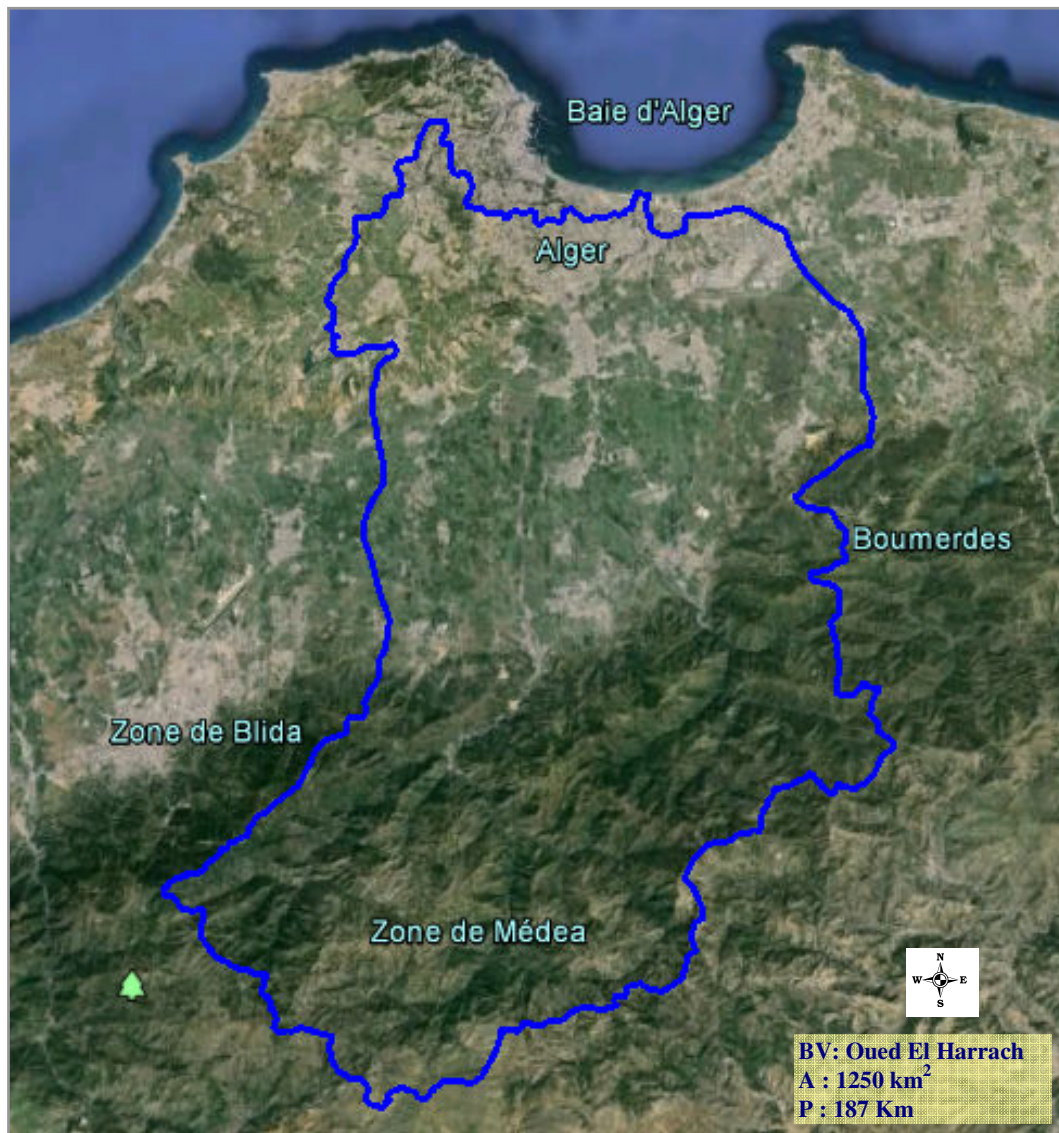 Baie d'Alger
Alger
Boumerdes
Zone de Blida
Zone de Médea
N
W E
S
BV: Oued El Harrach
A : 1250 km²
P : 187 Km